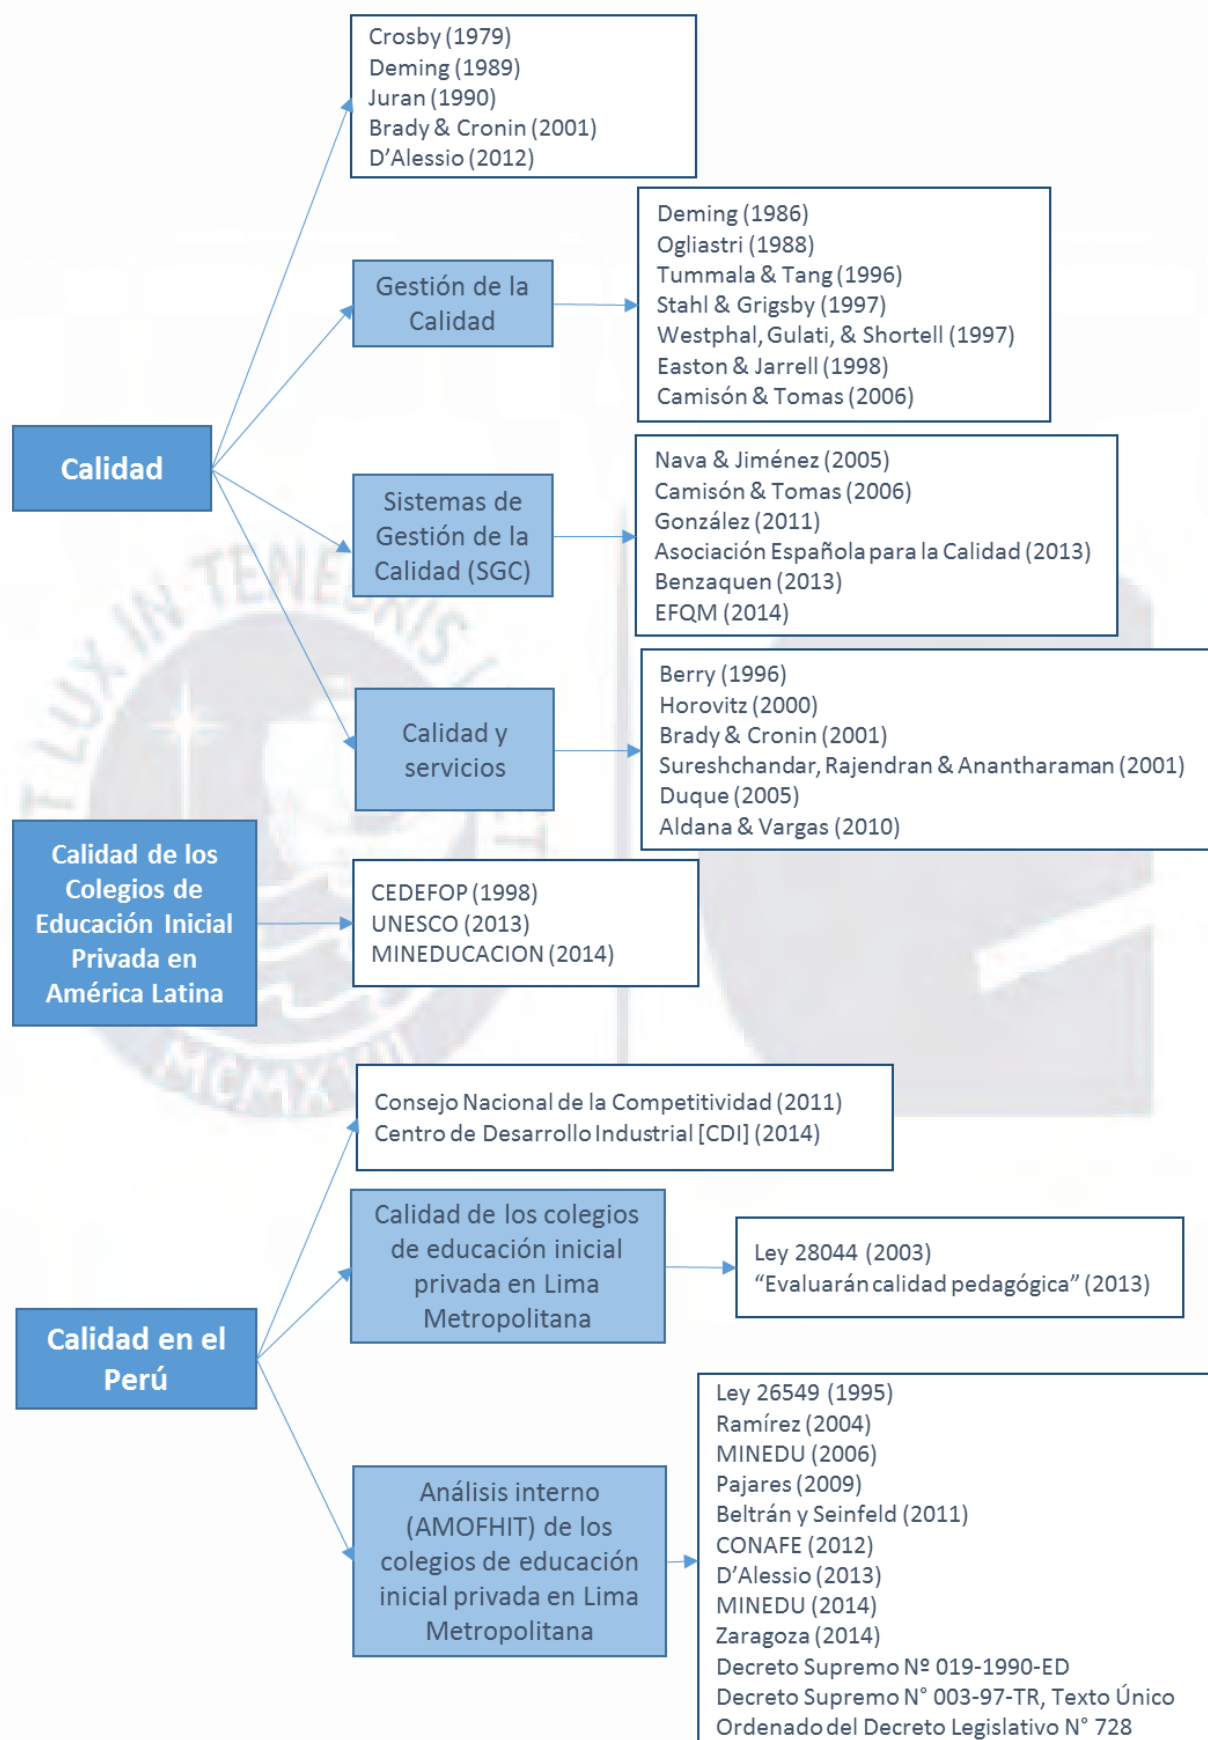 Crosby (1979)
Deming (1989)
Juran (1990)
Brady & Cronin (2001)
D'Alessio (2012)
Gestión de la
Calidad
Deming (1986)
Ogliastri (1988)
Tummala & Tang (1996)
Stahl & Grigsby (1997)
Westphal, Gulati, & Shortell (1997)
Easton & Jarrell (1998)
Camisón & Tomas (2006)
Calidad
Sistemas de
Gestión de la
Calidad (SGC)
Nava & Jiménez (2005)
Camisón & Tomas (2006)
González (2011)
Asociación Española para la Calidad (2013)
Benzaquen (2013)
EFQM (2014)
Calidad y
servicios
Berry (1996)
Horovitz (2000)
Brady & Cronin (2001)
Sureshchandar, Rajendran & Anantharaman (2001)
Duque (2005)
Aldana & Vargas (2010)
Calidad de los
Colegios de
Educación Inicial
Privada en
América Latina
CEDEFOP (1998)
UNESCO (2013)
MINEDUCACION (2014)
Consejo Nacional de la Competitividad (2011)
Centro de Desarrollo Industrial [CDI] (2014)
Calidad de los colegios
de educación inicial
privada en Lima
Metropolitana
Ley 28044 (2003)
“Evaluarán calidad pedagógica” (2013)
Calidad en el
Perú
Análisis interno
(AMOFHIT) de los
colegios de educación
inicial privada en Lima
Metropolitana
Ley 26549 (1995)
Ramírez (2004)
MINEDU (2006)
Pajares (2009)
Beltrán y Seinfeld (2011)
CONAFE (2012)
D'Alessio (2013)
MINEDU (2014)
Zaragoza (2014)
Decreto Supremo Nº 019-1990-ED
Decreto Supremo N° 003-97-TR, Texto Único
Ordenado del Decreto Legislativo N° 728
LUX IN TENEBRIS
MCMXVII